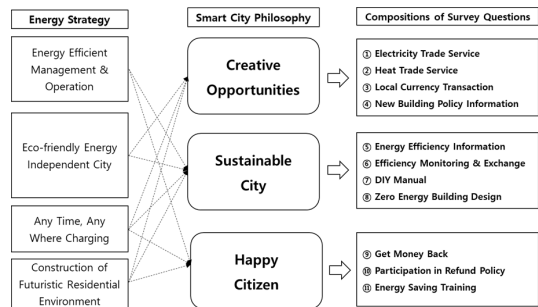 Energy Strategy
Smart City Philosophy
Compositions of Survey Questions
Energy Efficient
Management &
Operation
Eco-friendly Energy
Independent City
Any Time, Any
Where Charging
Construction of
Futuristic Residential
Environment
Creative
Opportunities
Sustainable
City
Happy
Citizen
① Electricity Trade Service
② Heat Trade Service
③ Local Currency Transaction
④ New Building Policy Information
⑤ Energy Efficiency Information
⑥ Efficiency Monitoring & Exchange
⑦ DIY Manual
⑧ Zero Energy Building Design
⑨ Get Money Back
⑩ Participation in Refund Policy
⑪ Energy Saving Training